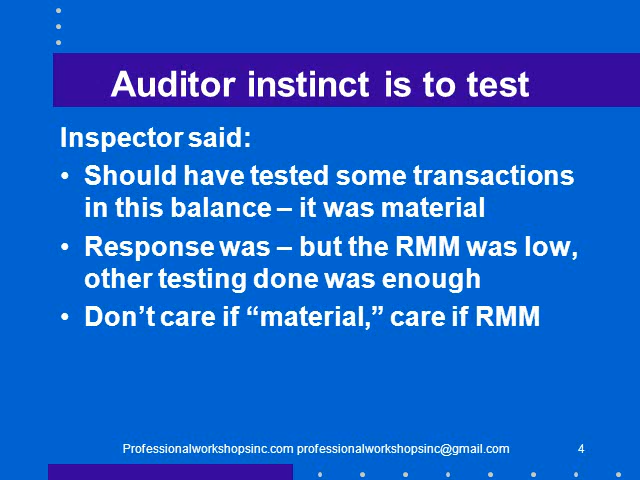 Auditor instinct is to test
Inspector said:
• Should have tested some transactions
in this balance – it was material
• Response was – but the RMM was low,
other testing done was enough
• Don’t care if “material,” care if RMM
Professionalworkshopsinc.com professionalworkshopsinc@gmail.com 4